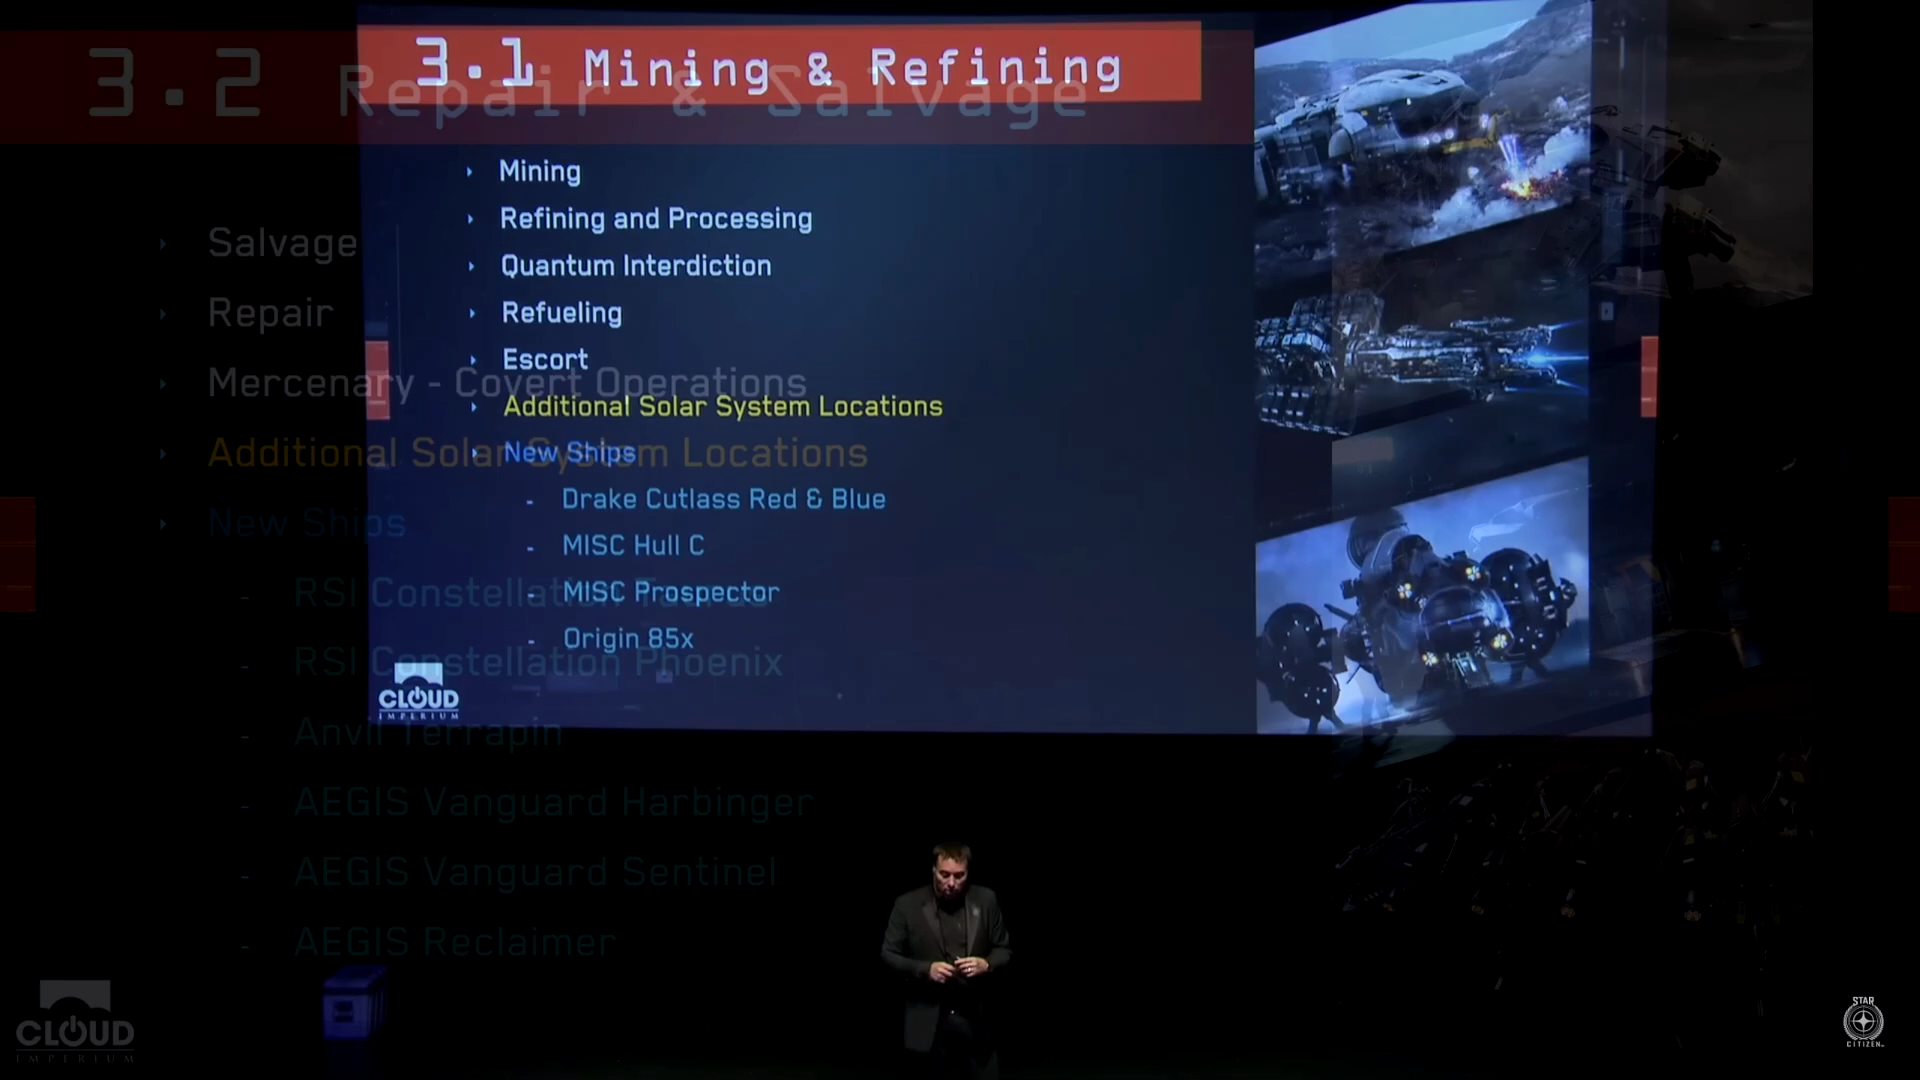 3.1 Mining & Refining
Mining
Refining and Processing
Quantum Interdiction
Refueling
Escort
Additional Solar System Locations
New Ships
- Drake Cutlass Red & Blue
- MISC Hull C
- MISC Prospector
- Origin 85x
CLOUD
IMPERIUM
3.2 Repair & Salvage
Salvage
Repair
Mercenary - Covert Operations
Additional Solar System Locations
New Ships
- RSI Constellation
- RSI Constellation Phoenix
- Anvil Terrapin
- AEGIS Vanguard Harbinger
- AEGIS Vanguard Sentinel
- AEGIS Reclaimer
CLOUD
IMPERIUM
STAR
CITIZEN